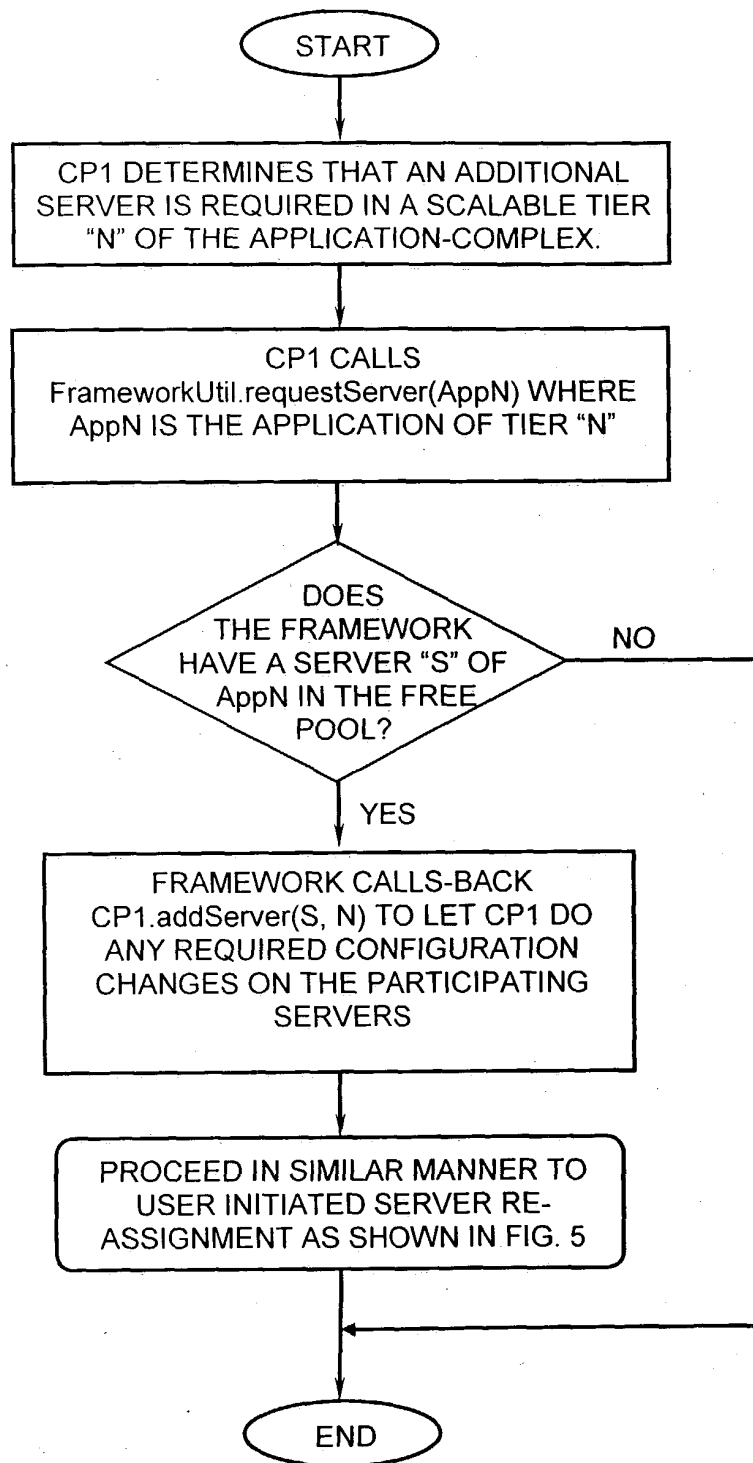 START
CP1 DETERMINES THAT AN ADDITIONAL
SERVER IS REQUIRED IN A SCALABLE TIER
“N” OF THE APPLICATION-COMPLEX.
CP1 CALLS
FrameworkUtil.requestServer(AppN) WHERE
AppN IS THE APPLICATION OF TIER “N”
DOES
THE FRAMEWORK
HAVE A SERVER “S” OF
AppN IN THE FREE
POOL?
NO
YES
FRAMEWORK CALLS-BACK
CP1.addServer(S, N) TO LET CP1 DO
ANY REQUIRED CONFIGURATION
CHANGES ON THE PARTICIPATING
SERVERS
PROCEED IN SIMILAR MANNER TO
USER INITIATED SERVER RE-
ASSIGNMENT AS SHOWN IN FIG. 5
END